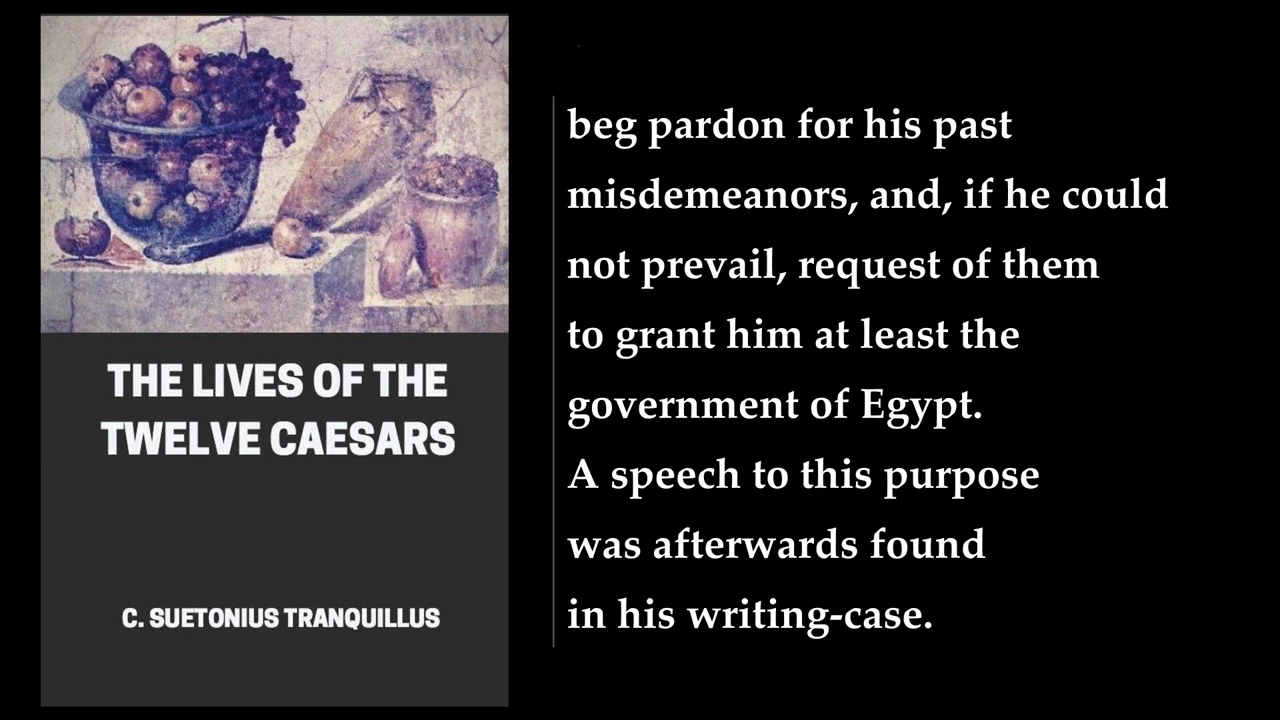 THE LIVES OF THE
TWELVE CAESARS
C. SUETONIUS TRANQUILLUS
beg pardon for his past
misdemeanors, and, if he could
not prevail, request of them
to grant him at least the
government of Egypt.
A speech to this purpose
was afterwards found
in his writing-case.